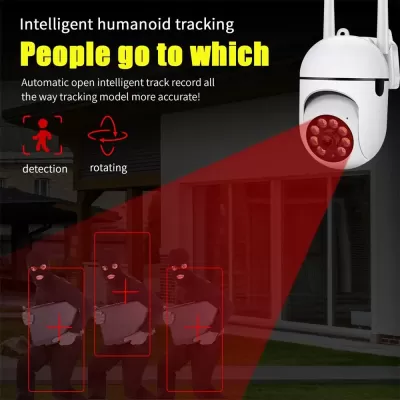 Intelligent humanoid tracking
People go to which
Automatic open intelligent track record all
the way tracking model more accurate!
detection
rotating